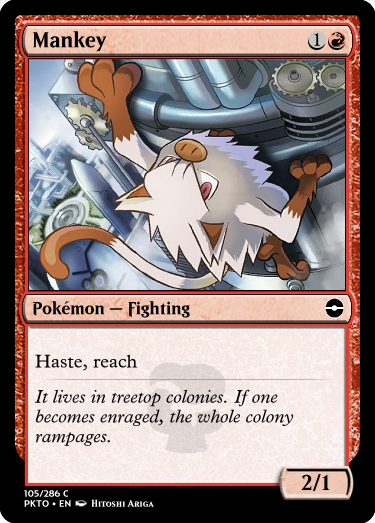 Mankey 1
Pokémon — Fighting
Haste, reach
It lives in treetop colonies. If one
becomes enraged, the whole colony
rampages.
2/1
105/286 C
PKTO • EN Hitoshi Ariga